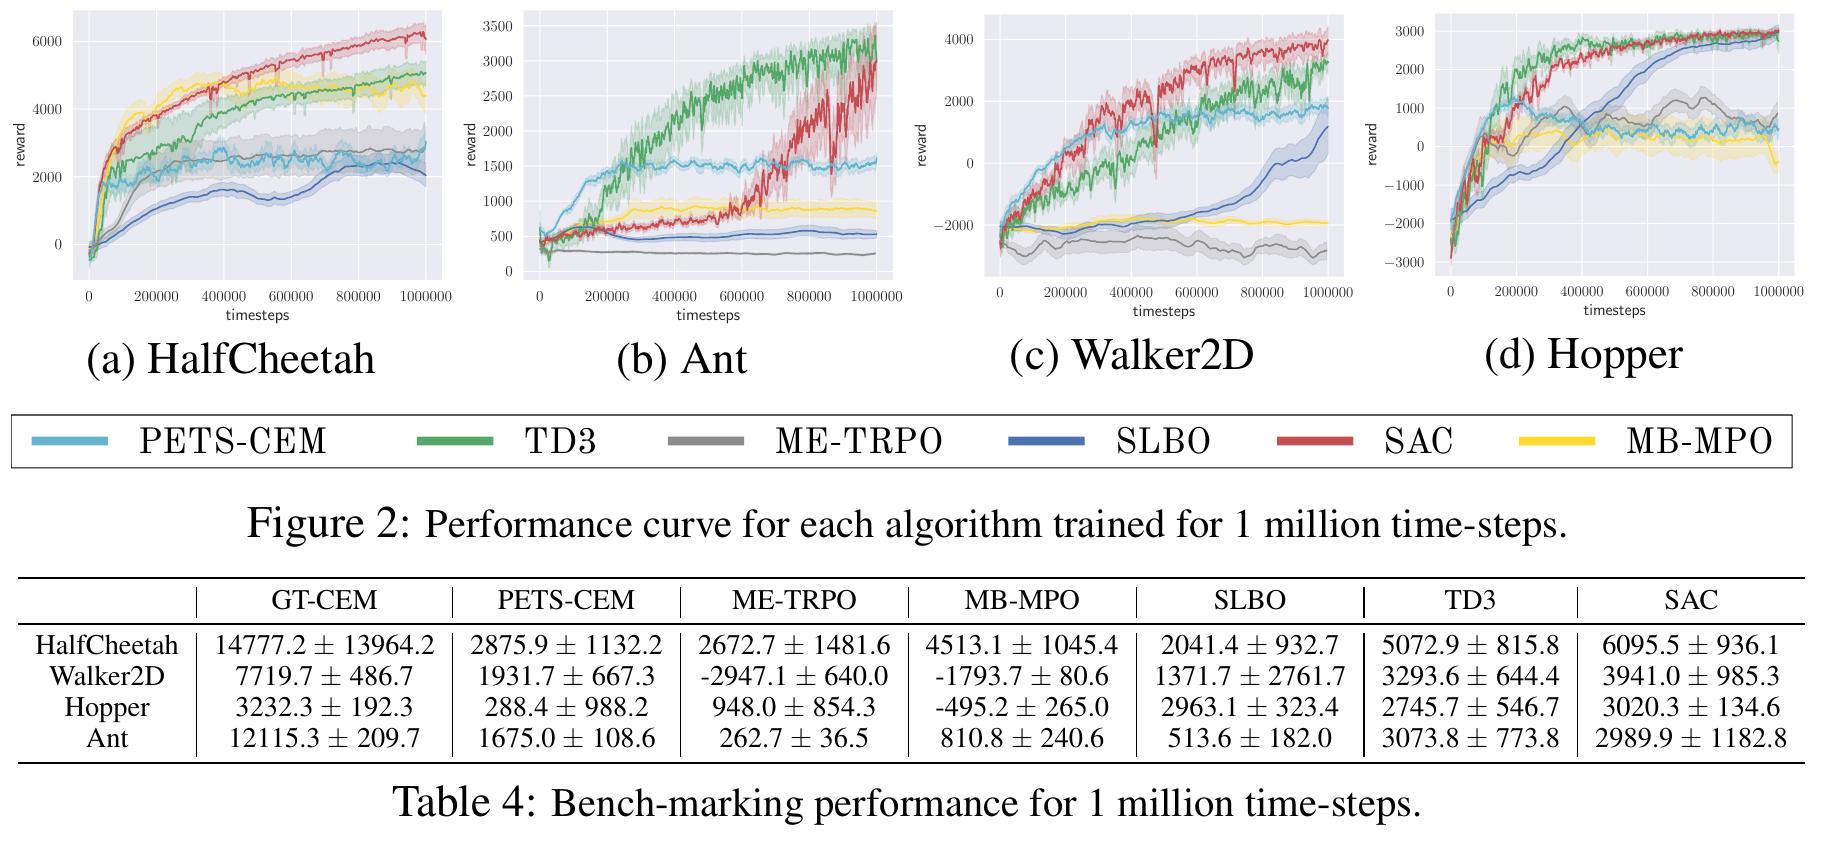 6000
4000
2000
0
reward
0 200000 400000 600000 800000 1000000
timesteps
(a) HalfCheetah
3500
3000
2500
2000
1500
1000
500
0
reward
0 200000 400000 600000 800000 1000000
timesteps
(b) Ant
4000
2000
0
−2000
reward
0 200000 400000 600000 800000 1000000
timesteps
(c) Walker2D
3000
2000
1000
0
−1000
−2000
−3000
reward
0 200000 400000 600000 800000 1000000
timesteps
(d) Hopper
PETS-CEM TD3 ME-TRPO SLBO SAC MB-MPO
Figure 2: Performance curve for each algorithm trained for 1 million time-steps.
GT-CEM PETS-CEM ME-TRPO MB-MPO SLBO TD3 SAC
HalfCheetah 14777.2 ± 13964.2 2875.9 ± 1132.2 2672.7 ± 1481.6 4513.1 ± 1045.4 2041.4 ± 932.7 5072.9 ± 815.8 6095.5 ± 936.1
Walker2D 7719.7 ± 486.7 1931.7 ± 667.3 -2947.1 ± 640.0 -1793.7 ± 80.6 1371.7 ± 2761.7 3293.6 ± 644.4 3941.0 ± 985.3
Hopper 3232.3 ± 192.3 288.4 ± 988.2 948.0 ± 854.3 -495.2 ± 265.0 2963.1 ± 323.4 2745.7 ± 546.7 3020.3 ± 134.6
Ant 12115.3 ± 209.7 1675.0 ± 108.6 262.7 ± 36.5 810.8 ± 240.6 513.6 ± 182.0 3073.8 ± 773.8 2989.9 ± 1182.8
Table 4: Bench-marking performance for 1 million time-steps.